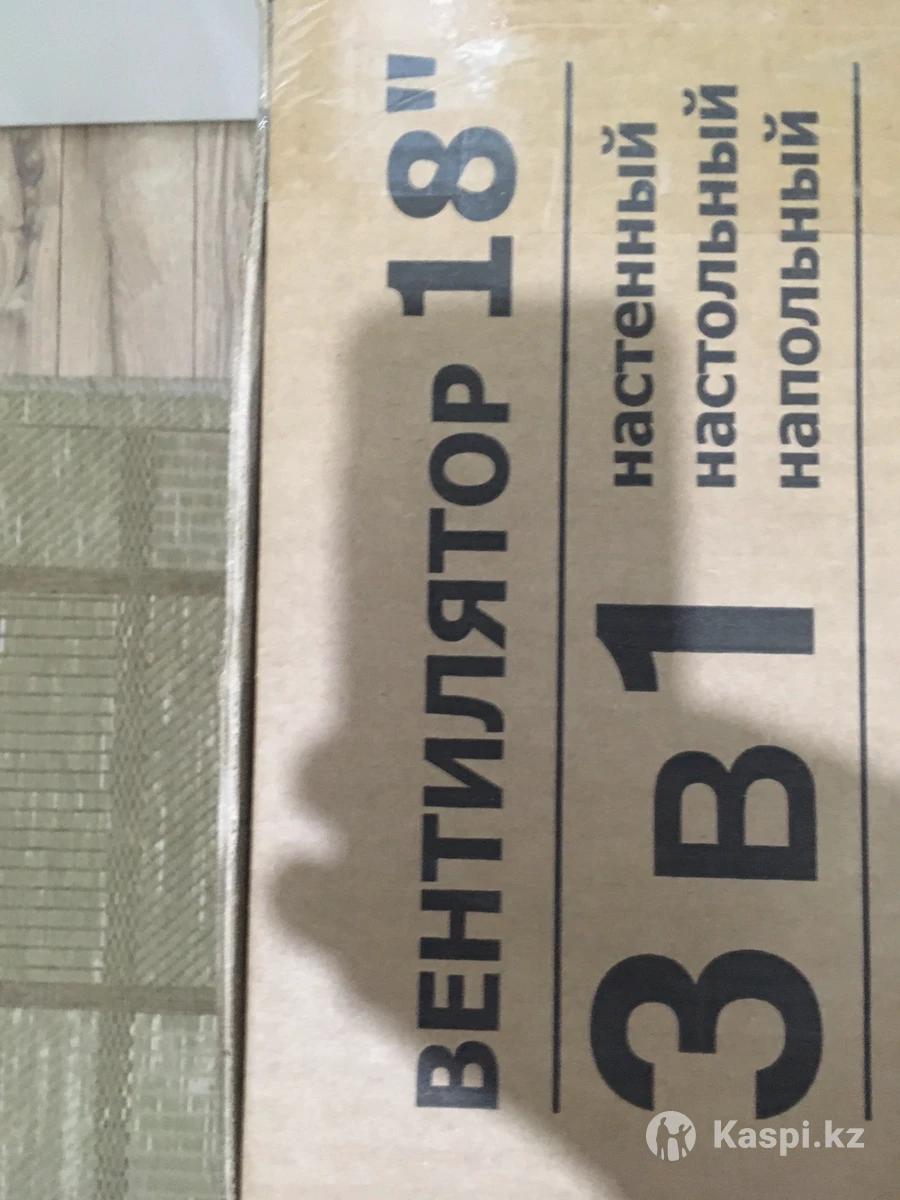 ВЕНТИЛЯТОР 18"
3 В 1
настенный
настольный
напольный
Kaspi.kz